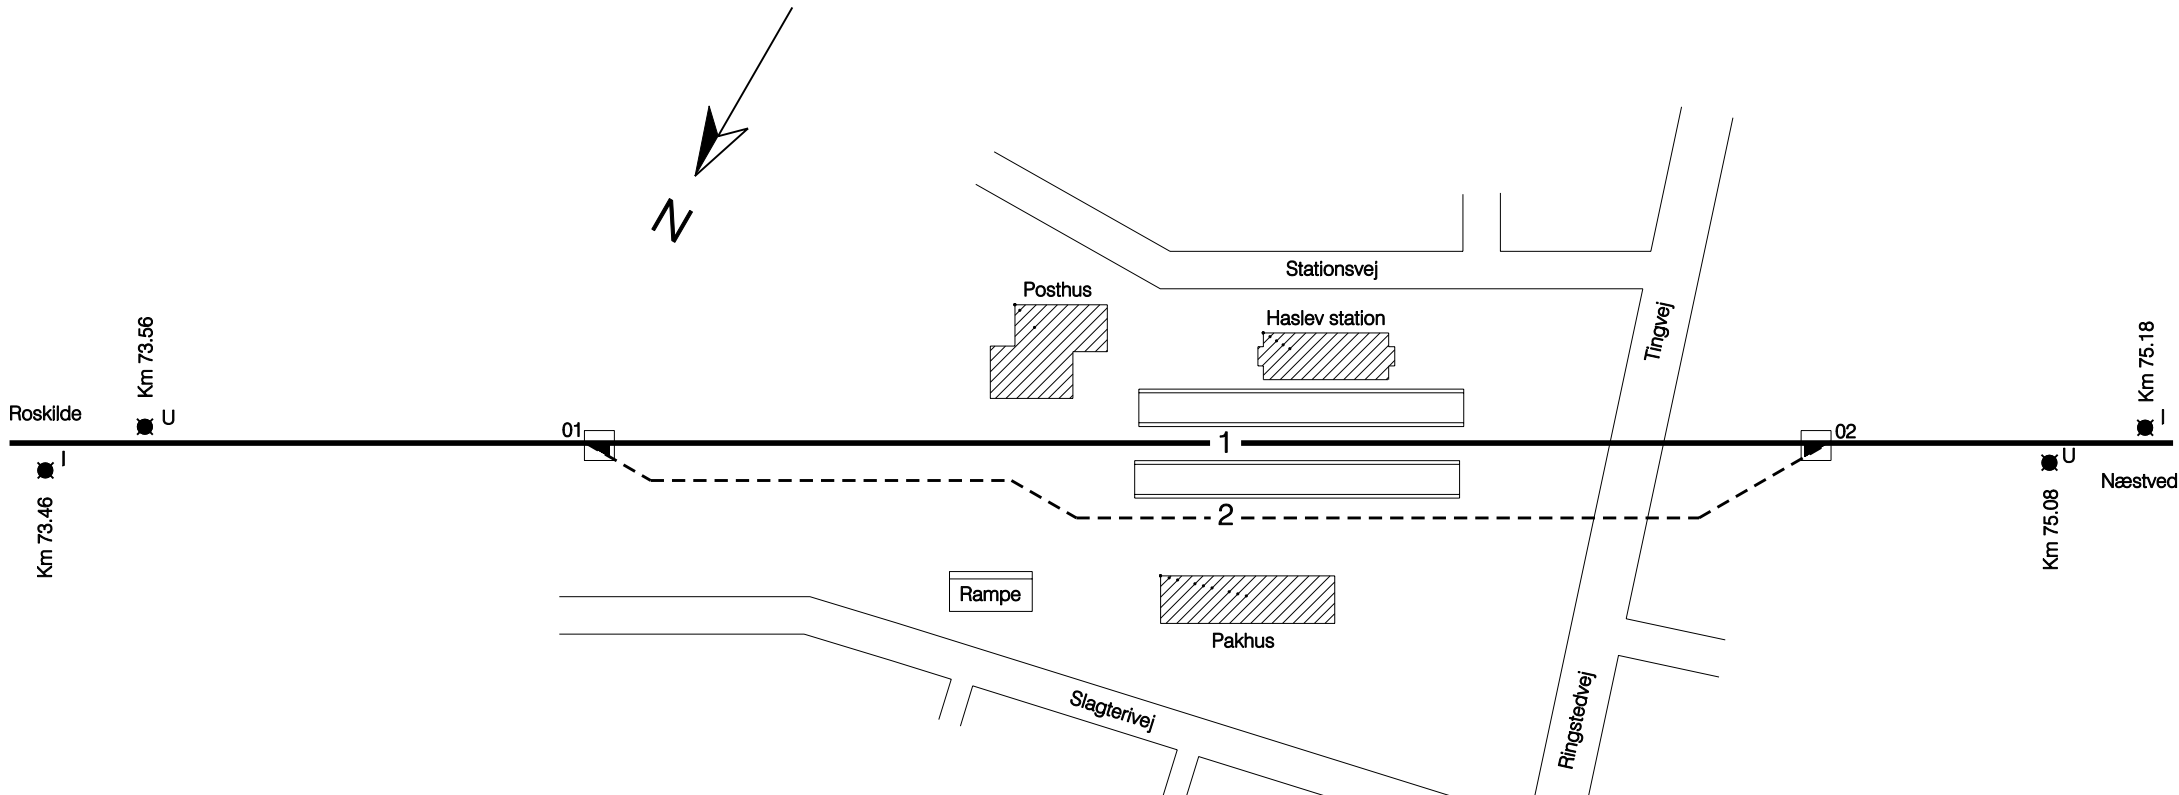 N
Stationsvej
Posthus
Haslev station
Tingvej
Km 73.56
Km 75.18
Roskilde
U
I
01
1
02
I
U
Næstved
Km 73.46
2
Km 75.08
Rampe
Pakhus
Slagterivej
Ringstedvej